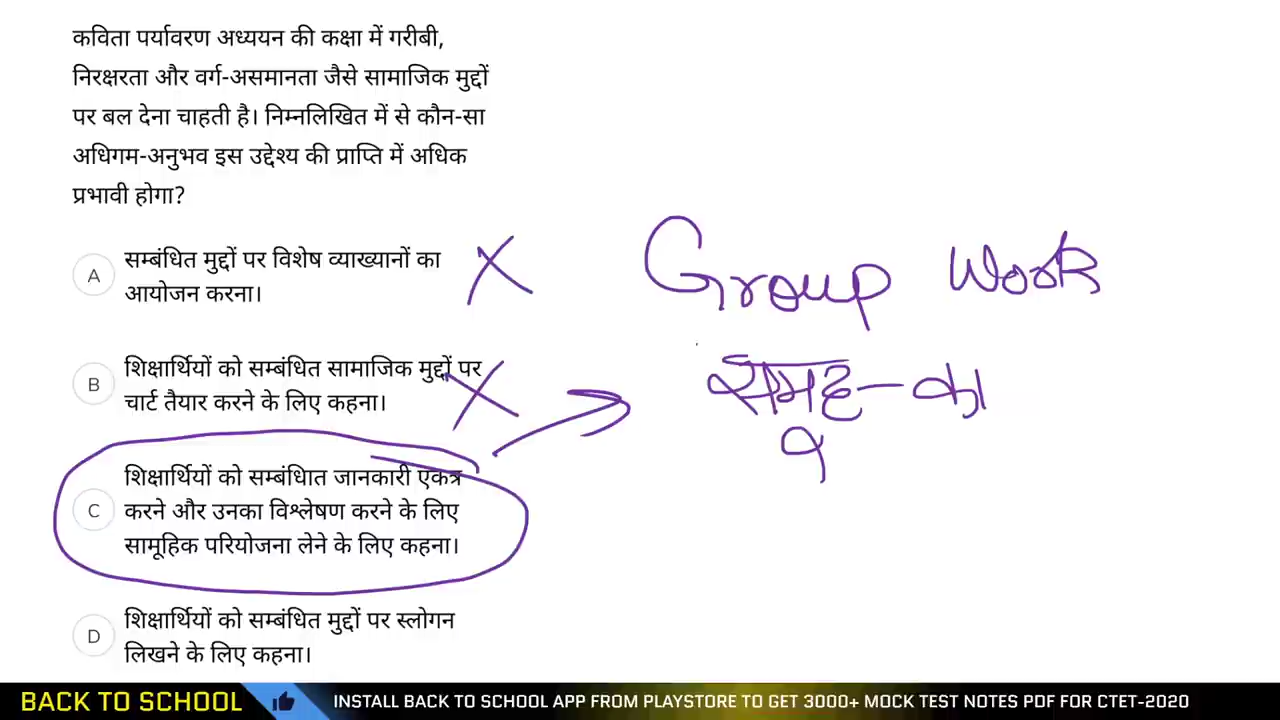 कविता पर्यावरण अध्ययन की कक्षा में गरीबी,
निरक्षरता और वर्ग-असमानता जैसे सामाजिक मुद्दों
पर बल देना चाहती है। निम्नलिखित में से कौन-सा
अधिगम-अनुभव इस उद्देश्य की प्राप्ति में अधिक
प्रभावी होगा?
A सम्बंधित मुद्दों पर विशेष व्याख्यानों का
आयोजन करना।
B शिक्षार्थियों को सम्बंधित सामाजिक मुद्दों पर
चार्ट तैयार करने के लिए कहना।
C शिक्षार्थियों को सम्बंधाित जानकारी एकत्र
करने और उनका विश्लेषण करने के लिए
सामूहिक परियोजना लेने के लिए कहना।
D शिक्षार्थियों को सम्बंधित मुद्दों पर स्लोगन
लिखने के लिए कहना।
Group Work
समूह-का
BACK TO SCHOOL
INSTALL BACK TO SCHOOL APP FROM PLAYSTORE TO GET 3000+ MOCK TEST NOTES PDF FOR CTET-2020